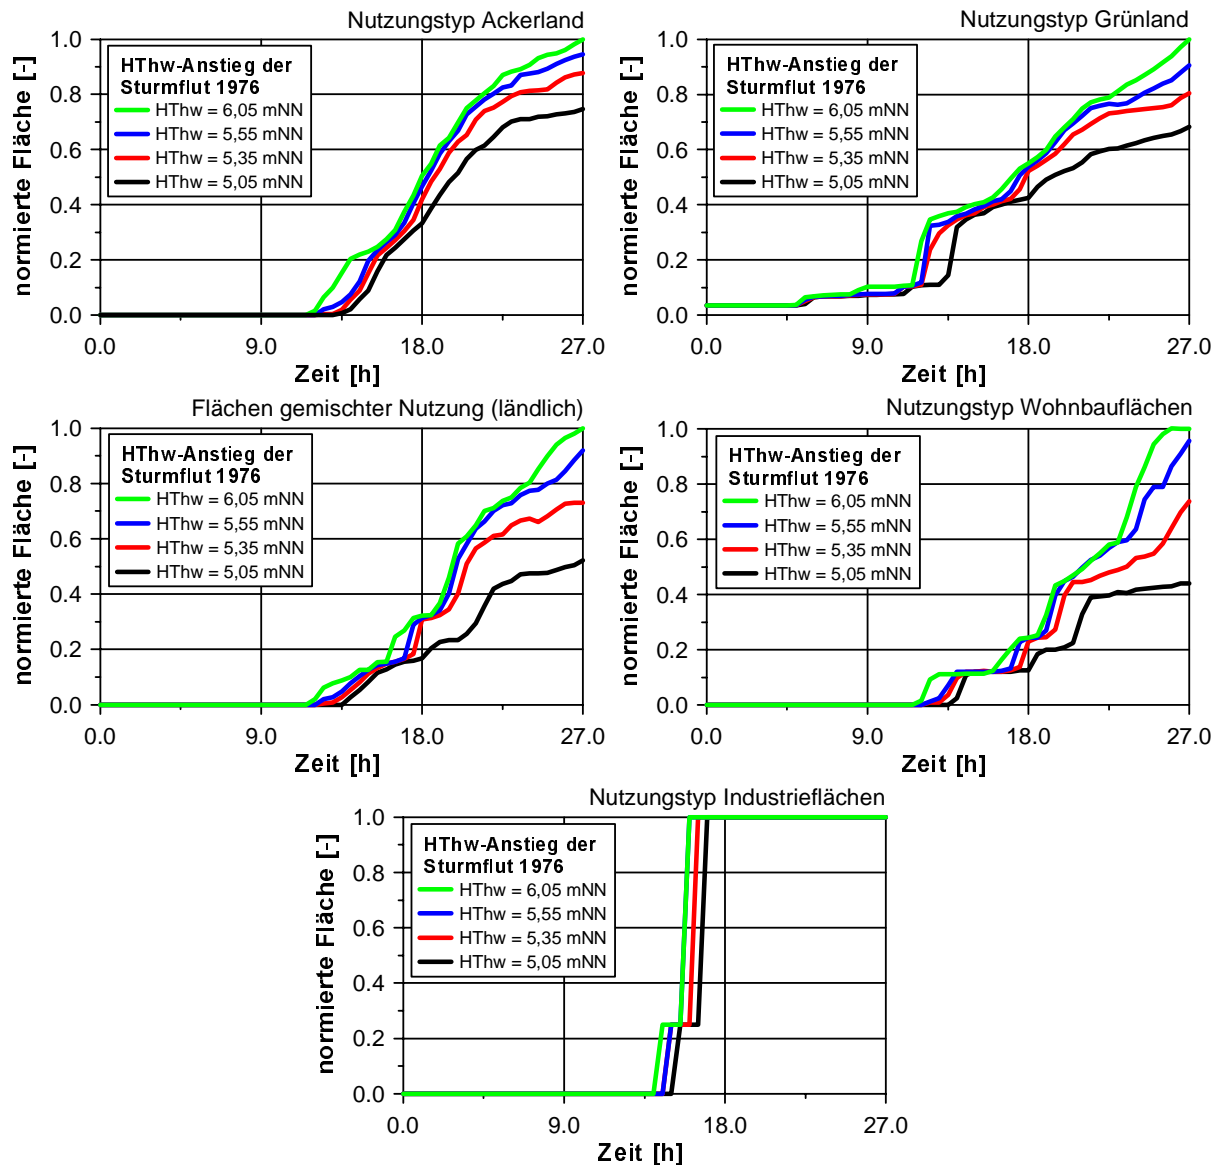 Nutzungstyp Ackerland
normierte Fläche [-]
1.0
0.8
0.6
0.4
0.2
0.0
HThw-Anstieg der
Sturmflut 1976
HThw = 6,05 mNN
HThw = 5,55 mNN
HThw = 5,35 mNN
HThw = 5,05 mNN
0.0 9.0 18.0 27.0
Zeit [h]
Nutzungstyp Grünland
normierte Fläche [-]
1.0
0.8
0.6
0.4
0.2
0.0
HThw-Anstieg der
Sturmflut 1976
HThw = 6,05 mNN
HThw = 5,55 mNN
HThw = 5,35 mNN
HThw = 5,05 mNN
0.0 9.0 18.0 27.0
Zeit [h]
Flächen gemischter Nutzung (ländlich)
normierte Fläche [-]
1.0
0.8
0.6
0.4
0.2
0.0
HThw-Anstieg der
Sturmflut 1976
HThw = 6,05 mNN
HThw = 5,55 mNN
HThw = 5,35 mNN
HThw = 5,05 mNN
0.0 9.0 18.0 27.0
Zeit [h]
Nutzungstyp Wohnbauflächen
normierte Fläche [-]
1.0
0.8
0.6
0.4
0.2
0.0
HThw-Anstieg der
Sturmflut 1976
HThw = 6,05 mNN
HThw = 5,55 mNN
HThw = 5,35 mNN
HThw = 5,05 mNN
0.0 9.0 18.0 27.0
Zeit [h]
Nutzungstyp Industrieflächen
normierte Fläche [-]
1.0
0.8
0.6
0.4
0.2
0.0
HThw-Anstieg der
Sturmflut 1976
HThw = 6,05 mNN
HThw = 5,55 mNN
HThw = 5,35 mNN
HThw = 5,05 mNN
0.0 9.0 18.0 27.0
Zeit [h]